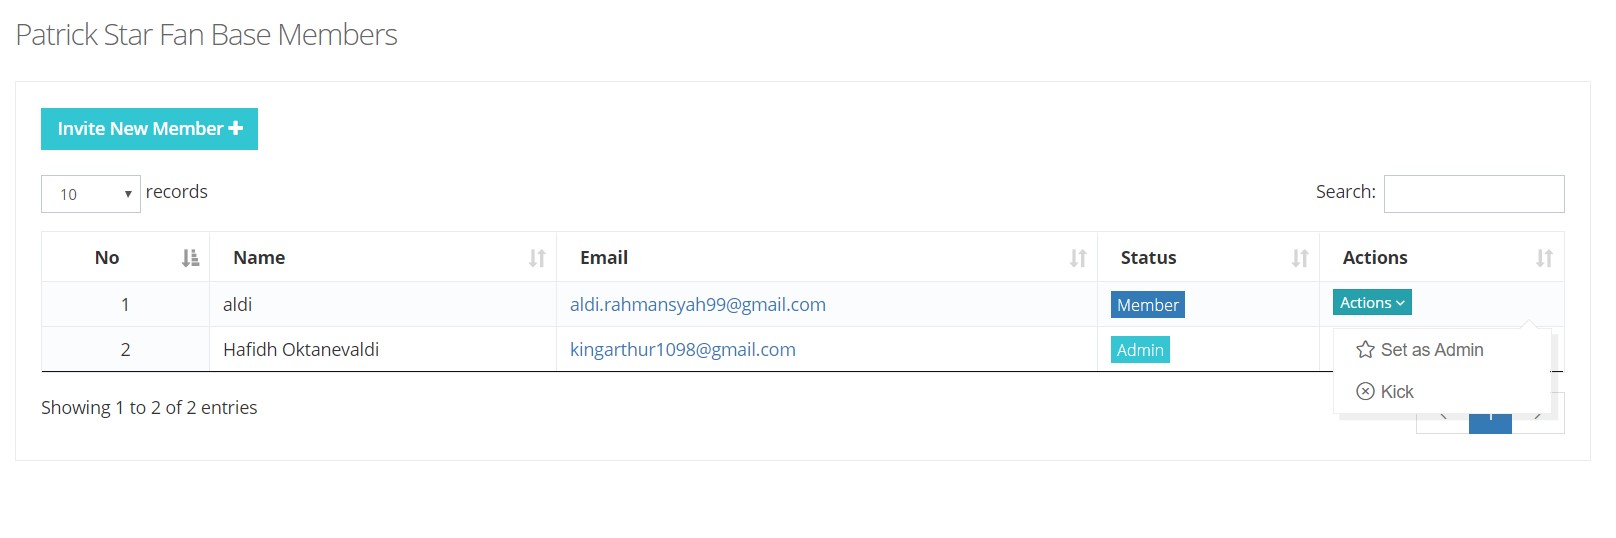 Patrick Star Fan Base Members
Invite New Member
10 records
Search:
No Name Email Status Actions
1 aldi aldi.rahmansyah99@gmail.com Member Actions
2 Hafidh Oktanevaldi kingarthur1098@gmail.com Admin
Set as Admin
Kick
Showing 1 to 2 of 2 entries